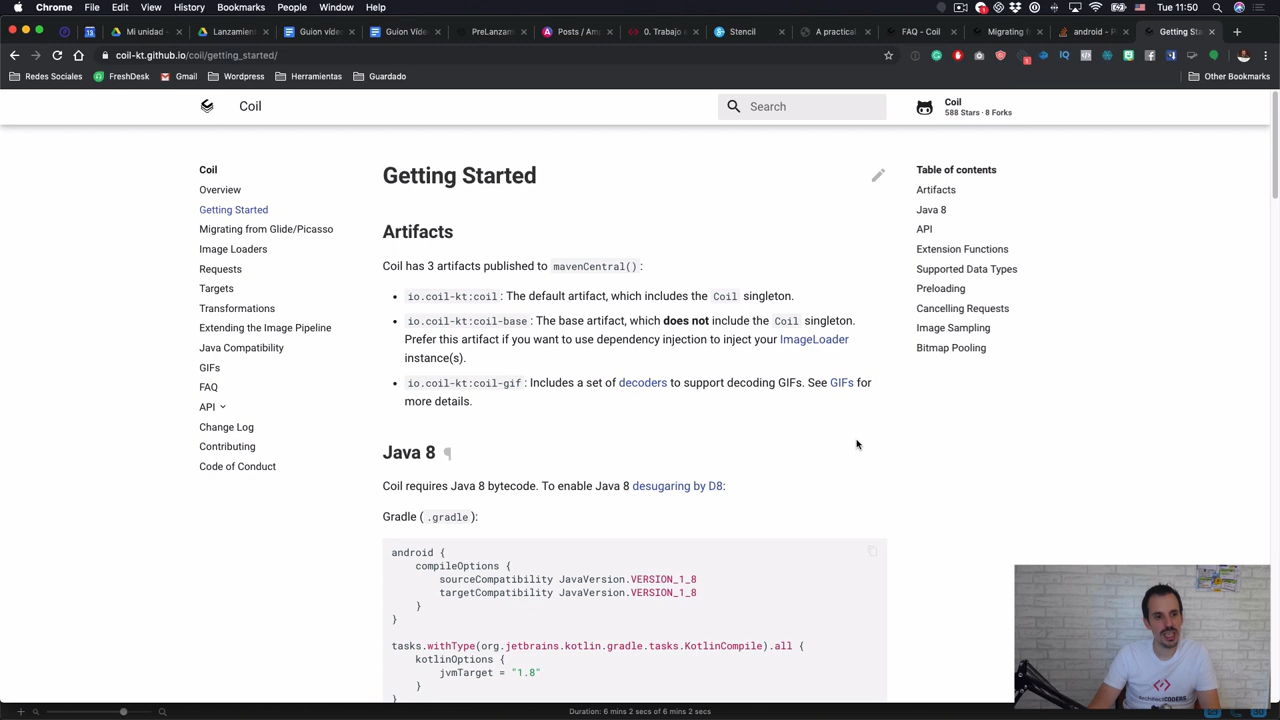 Chrome File Edit View History Bookmarks People Window Help
Tue 11:50
Mi unidad -
Lanzamien
Guion vídeo
Guion Vídeo
PreLanzam
Posts / Am
0. Trabajo
Stencil
A practical
FAQ - Coil
Migrating f
android - P
Getting Sta
coil-kt.github.io/coil/getting_started/
Redes Sociales
FreshDesk
Gmail
Wordpress
Herramientas
Guardado
Other Bookmarks
Coil
Search
Coil
588 Stars · 8 Forks
Coil
Overview
Getting Started
Migrating from Glide/Picasso
Image Loaders
Requests
Targets
Transformations
Extending the Image Pipeline
Java Compatibility
GIFs
FAQ
API
Change Log
Contributing
Code of Conduct
Getting Started
Artifacts
Coil has 3 artifacts published to mavenCentral():
• io.coil-kt:coil : The default artifact, which includes the Coil singleton.
• io.coil-kt:coil-base : The base artifact, which does not include the Coil singleton.
Prefer this artifact if you want to use dependency injection to inject your ImageLoader
instance(s).
• io.coil-kt:coil-gif : Includes a set of decoders to support decoding GIFs. See GIFs for
more details.
Java 8 ¶
Coil requires Java 8 bytecode. To enable Java 8 desugaring by D8:
Gradle ( .gradle ):
android {
compileOptions {
sourceCompatibility JavaVersion.VERSION_1_8
targetCompatibility JavaVersion.VERSION_1_8
}
}
tasks.withType(org.jetbrains.kotlin.gradle.tasks.KotlinCompile).all {
kotlinOptions {
jvmTarget = "1.8"
}
}
Table of contents
Artifacts
Java 8
API
Extension Functions
Supported Data Types
Preloading
Cancelling Requests
Image Sampling
Bitmap Pooling
Duration: 6 mins 2 secs of 6 mins 2 secs